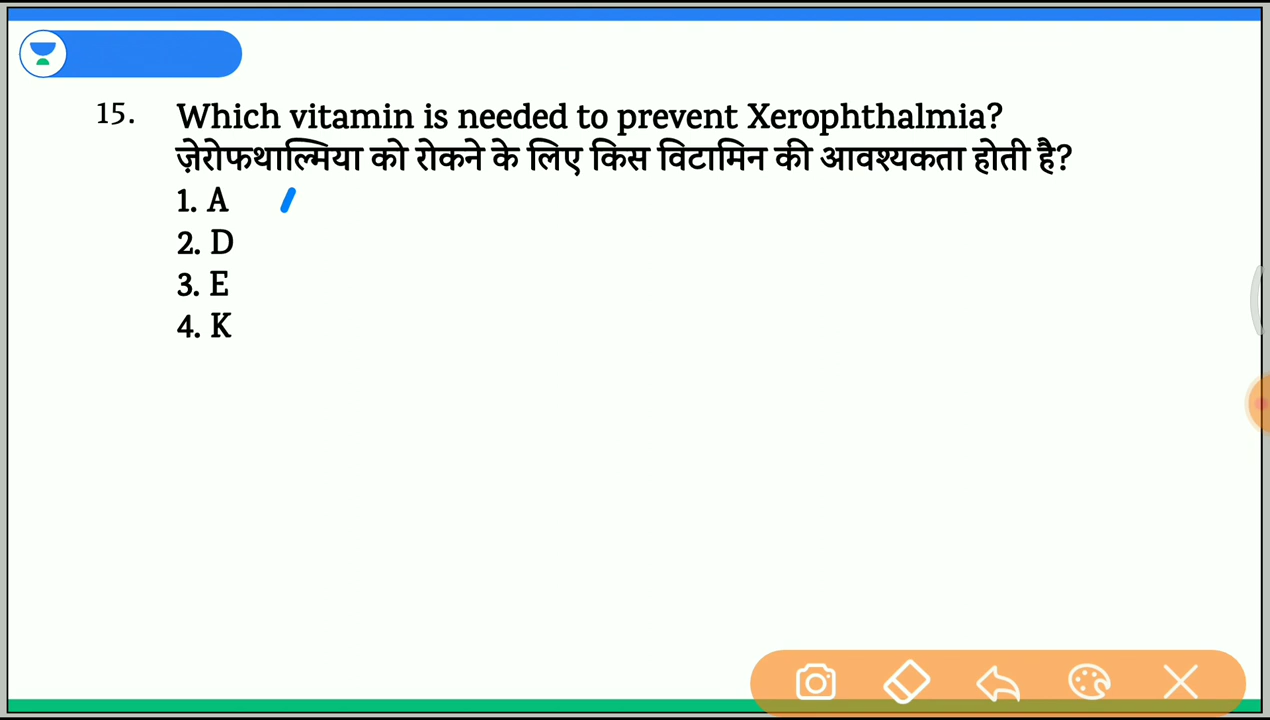 15. Which vitamin is needed to prevent Xerophthalmia?
ज़ेरोफथाल्मिया को रोकने के लिए किस विटामिन की आवश्यकता होती है?
1. A
2. D
3. E
4. K